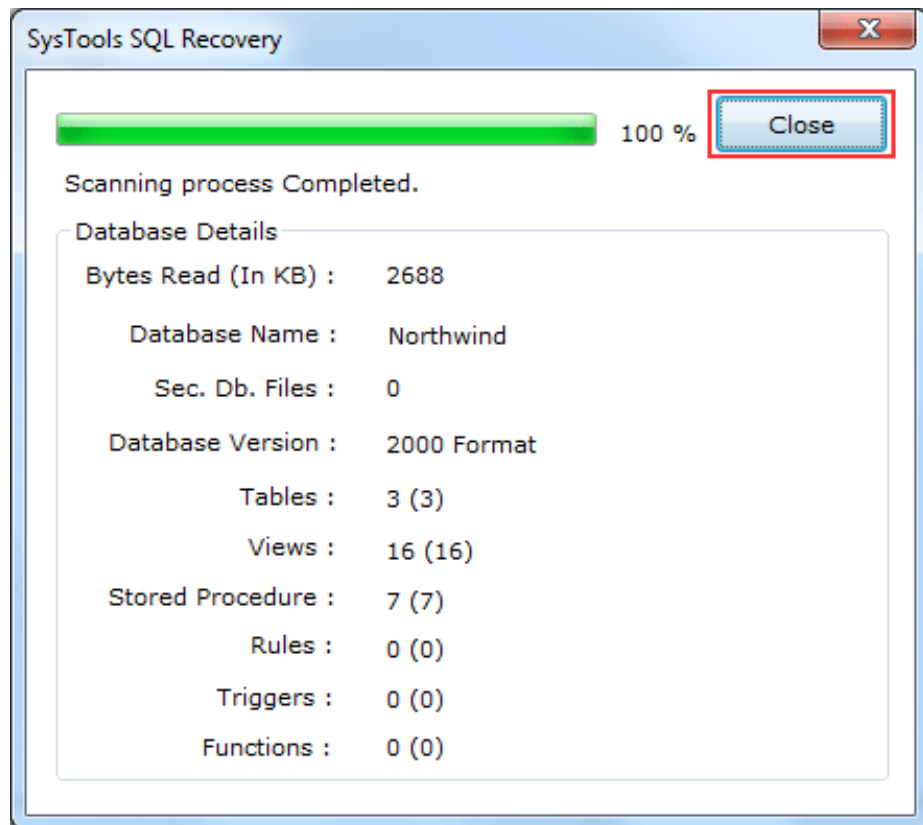 SysTools SQL Recovery
100 % Close
Scanning process Completed.
Database Details
Bytes Read (In KB) : 2688
Database Name : Northwind
Sec. Db. Files : 0
Database Version : 2000 Format
Tables : 3 (3)
Views : 16 (16)
Stored Procedure : 7 (7)
Rules : 0 (0)
Triggers : 0 (0)
Functions : 0 (0)